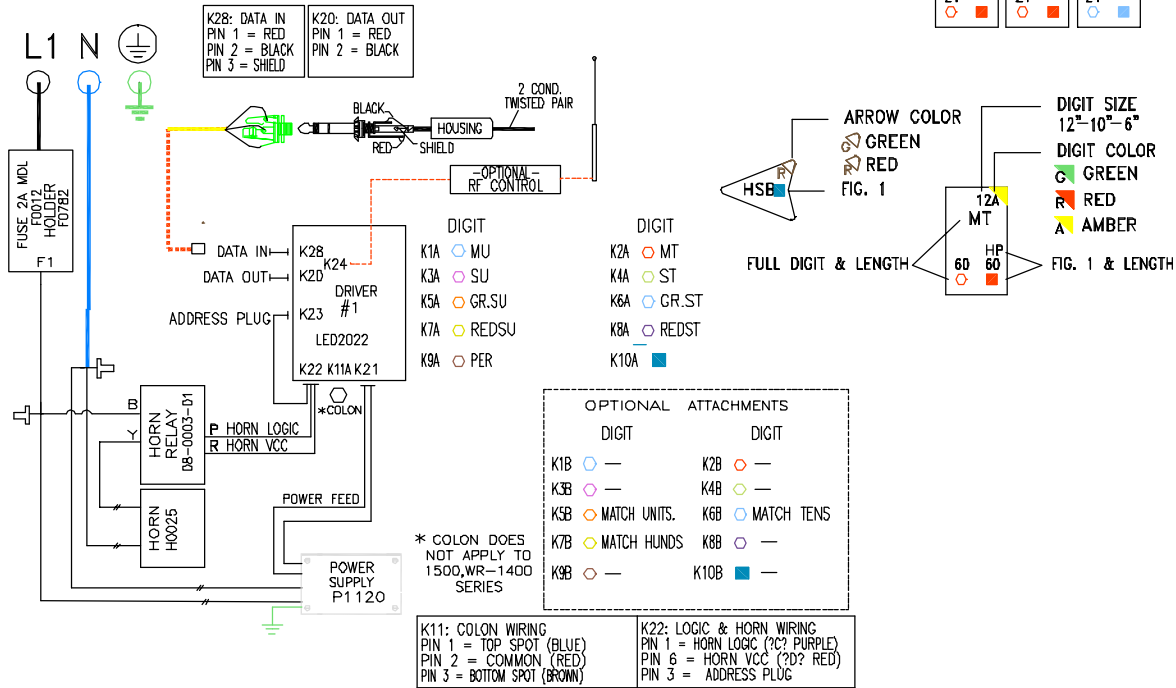 K28: DATA IN
PIN 1 = RED
PIN 2 = BLACK
PIN 3 = SHIELD
K20: DATA OUT
PIN 1 = RED
PIN 2 = BLACK
L1 N
2 COND.
TWISTED PAIR
BLACK
HOUSING
RED
SHIELD
-OPTIONAL-
RF CONTROL
FUSE 2A MDL
F0012
HOLDER
F0782
F1
ARROW COLOR
G GREEN
R RED
FIG. 1
R
HSB
DIGIT SIZE
12"-10"-6"
DIGIT COLOR
G GREEN
R RED
A AMBER
12A
MT
HP
60 60
FULL DIGIT & LENGTH
FIG. 1 & LENGTH
DATA IN
DATA OUT
ADDRESS PLUG
K28
K24
K20
DRIVER
#1
K23
LED2022
K22 K11A K21
*COLON
DIGIT
K1A MU
K3A SU
K5A GR.SU
K7A REDSU
K9A PER
DIGIT
K2A MT
K4A ST
K6A GR.ST
K8A REDST
K10A
B
Y
HORN
RELAY
D8-0003-D1
P HORN LOGIC
R HORN VCC
HORN
H0025
POWER FEED
POWER
SUPPLY
P1120
* COLON DOES
NOT APPLY TO
1500,WR-1400
SERIES
OPTIONAL ATTACHMENTS
DIGIT DIGIT
K1B — K2B —
K3B — K4B —
K5B MATCH UNITS. K6B MATCH TENS
K7B MATCH HUNDS K8B —
K9B — K10B —
K11: COLON WIRING
PIN 1 = TOP SPOT (BLUE)
PIN 2 = COMMON (RED)
PIN 3 = BOTTOM SPOT (BROWN)
K22: LOGIC & HORN WIRING
PIN 1 = HORN LOGIC (?C? PURPLE)
PIN 6 = HORN VCC (?D? RED)
PIN 3 = ADDRESS PLUG